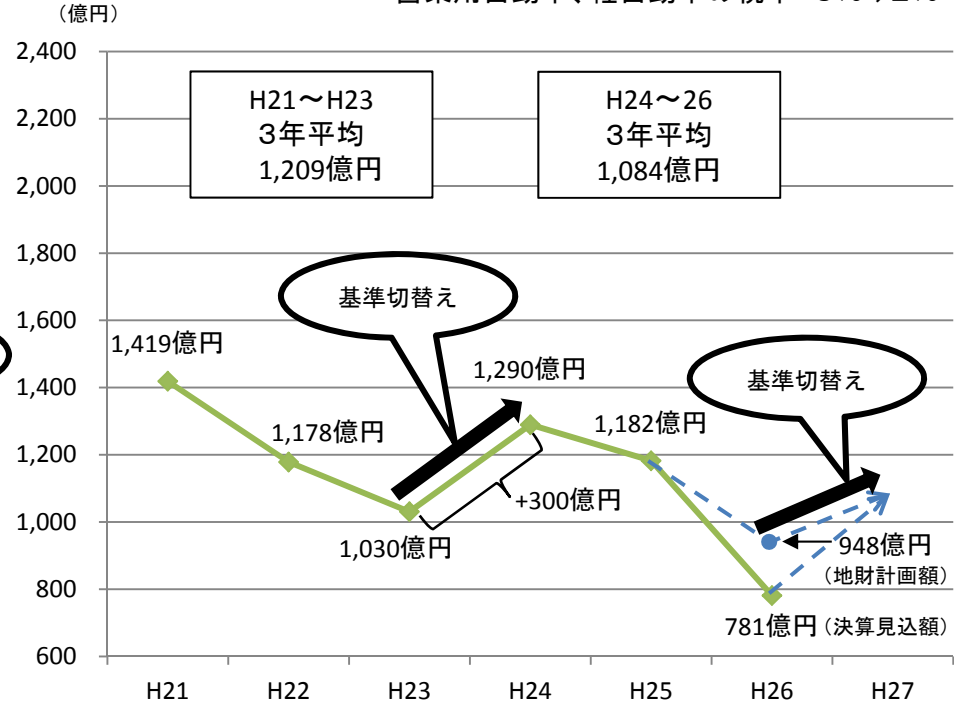 （億円）
2,400
2,200
2,000
1,800
1,600
1,400
1,200
1,000
800
600
H21～H23
３年平均
1,209億円
H24～26
３年平均
1,084億円
基準切替え
基準切替え
1,419億円
1,178億円
1,030億円
1,290億円
+300億円
1,182億円
948億円
（地財計画額）
781億円（決算見込額）
H21 H22 H23 H24 H25 H26 H27